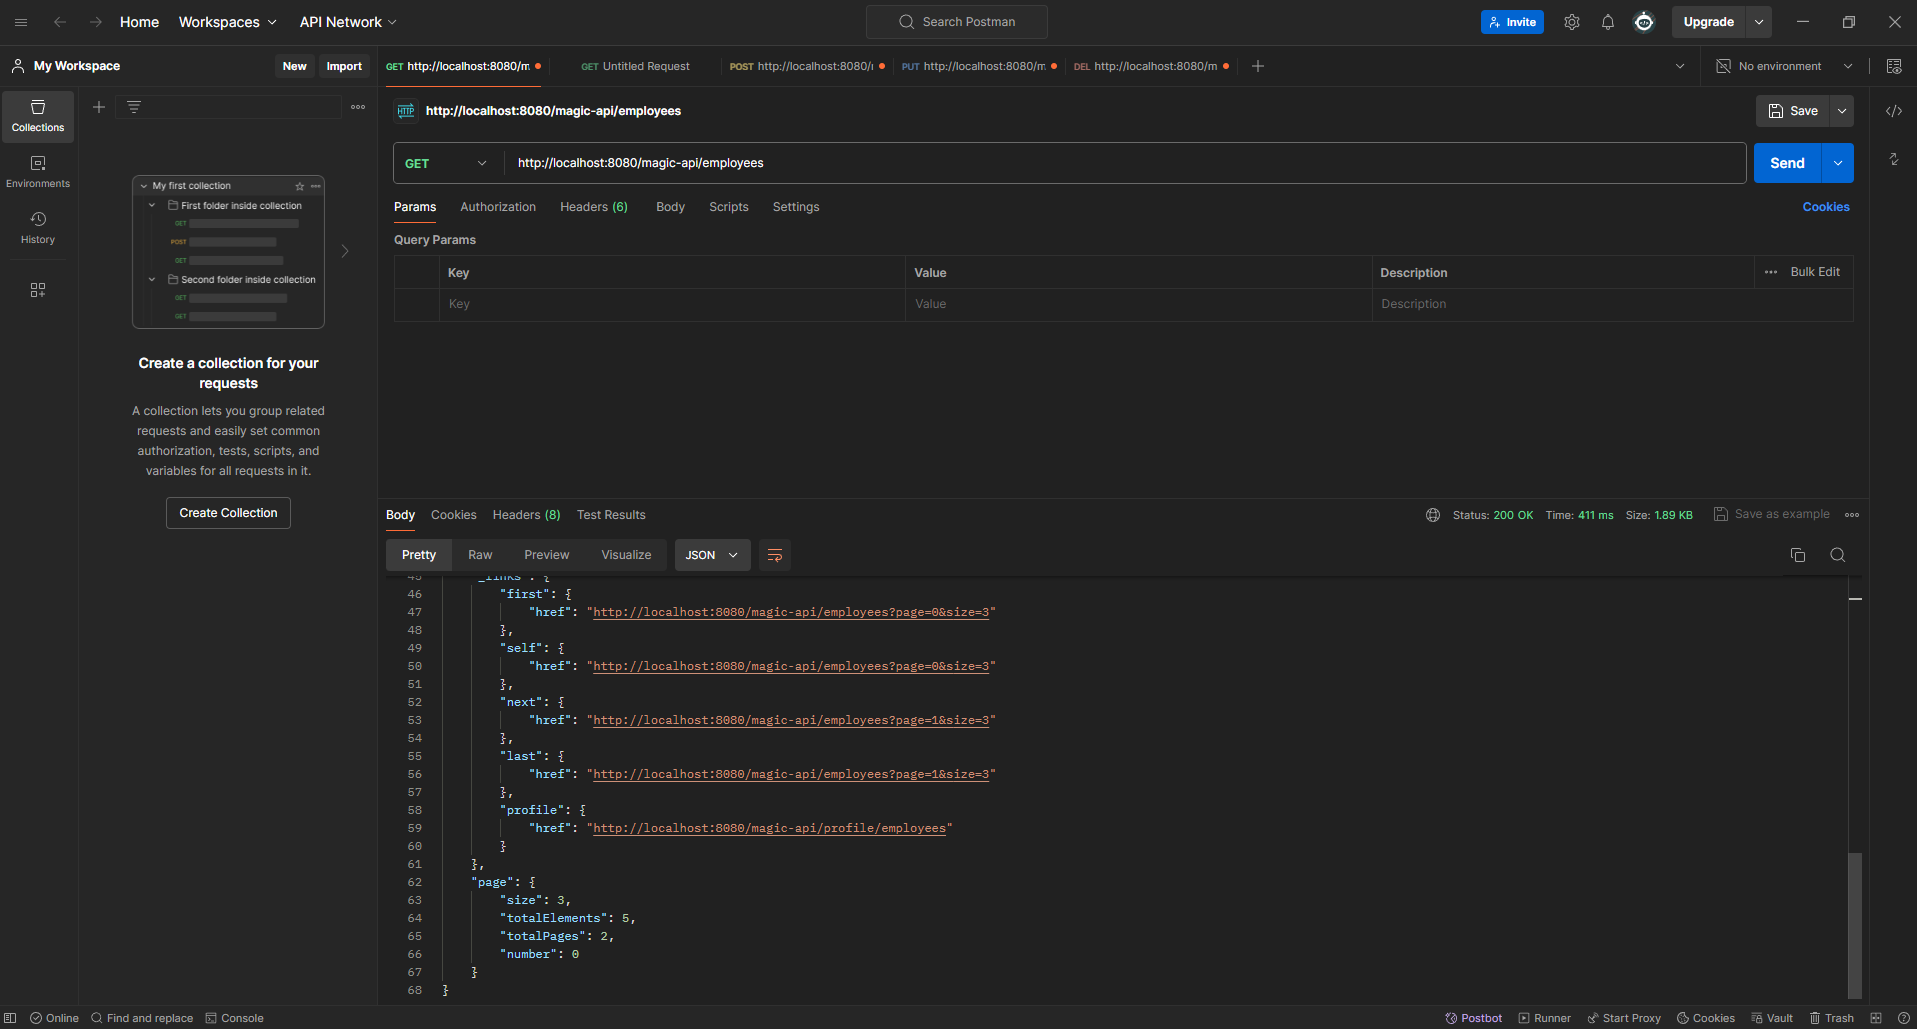 Home Workspaces API Network Search Postman Invite Upgrade
My Workspace New Import
GET http://localhost:8080/m GET Untitled Request POST http://localhost:8080/ PUT http://localhost:8080/m DEL http://localhost:8080/m No environment
Collections
Environments
History
My first collection
First folder inside collection
GET
POST
GET
Second folder inside collection
GET
GET
Create a collection for your
requests
A collection lets you group related
requests and easily set common
authorization, tests, scripts, and
variables for all requests in it.
Create Collection
HTTP http://localhost:8080/magic-api/employees Save
GET http://localhost:8080/magic-api/employees Send
Params Authorization Headers (6) Body Scripts Settings Cookies
Query Params
Key Value Description Bulk Edit
Key Value Description
Body Cookies Headers (8) Test Results Status: 200 OK Time: 411 ms Size: 1.89 KB Save as example
Pretty Raw Preview Visualize JSON
45 "_links": {
46 "first": {
47 "href": "http://localhost:8080/magic-api/employees?page=0&size=3"
48 },
49 "self": {
50 "href": "http://localhost:8080/magic-api/employees?page=0&size=3"
51 },
52 "next": {
53 "href": "http://localhost:8080/magic-api/employees?page=1&size=3"
54 },
55 "last": {
56 "href": "http://localhost:8080/magic-api/employees?page=1&size=3"
57 },
58 "profile": {
59 "href": "http://localhost:8080/magic-api/profile/employees"
60 }
61 },
62 "page": {
63 "size": 3,
64 "totalElements": 5,
65 "totalPages": 2,
66 "number": 0
67 }
68 }
Online Find and replace Console Postbot Runner Start Proxy Cookies Vault Trash